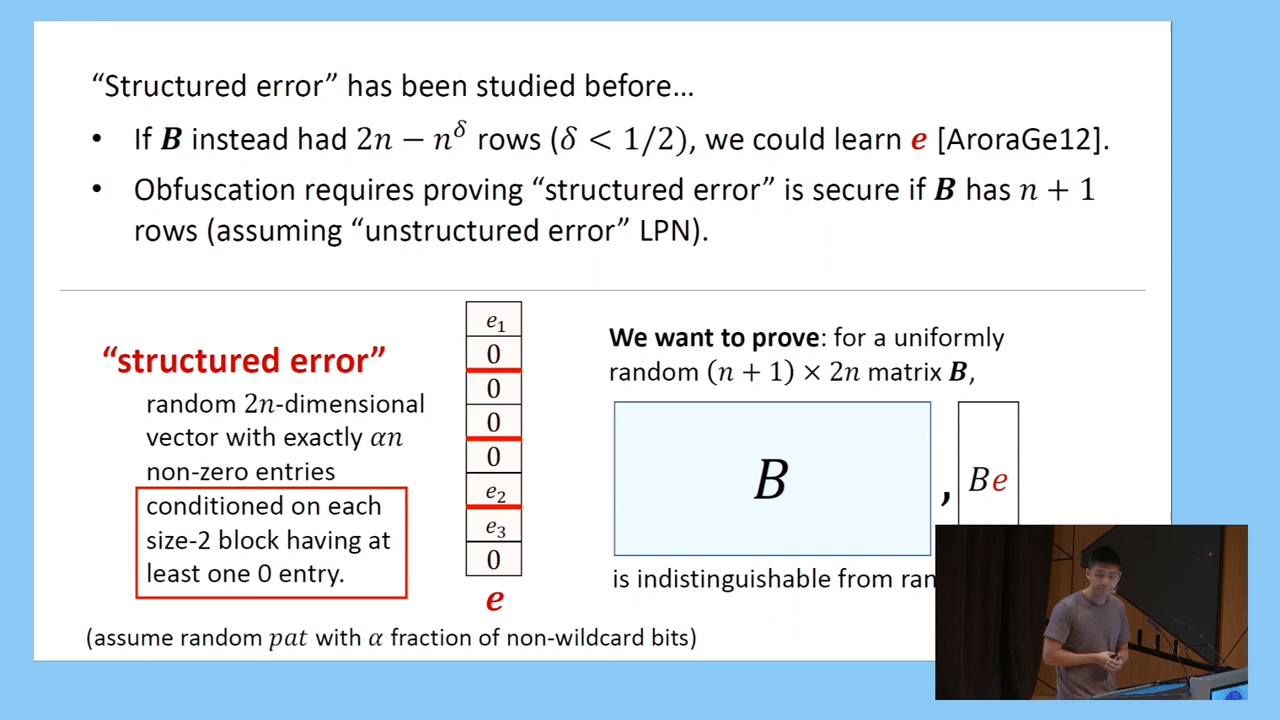 “Structured error” has been studied before…
• If B instead had 2n − n^δ rows (δ < 1/2), we could learn e [AroraGe12].
• Obfuscation requires proving “structured error” is secure if B has n + 1
rows (assuming “unstructured error” LPN).
“structured error”
random 2n-dimensional
vector with exactly αn
non-zero entries
conditioned on each
size-2 block having at
least one 0 entry.
e₁
0
0
0
0
e₂
e₃
0
e
We want to prove: for a uniformly
random (n + 1) × 2n matrix B,
B , Be
is indistinguishable from
(assume random pat with α fraction of non-wildcard bits)